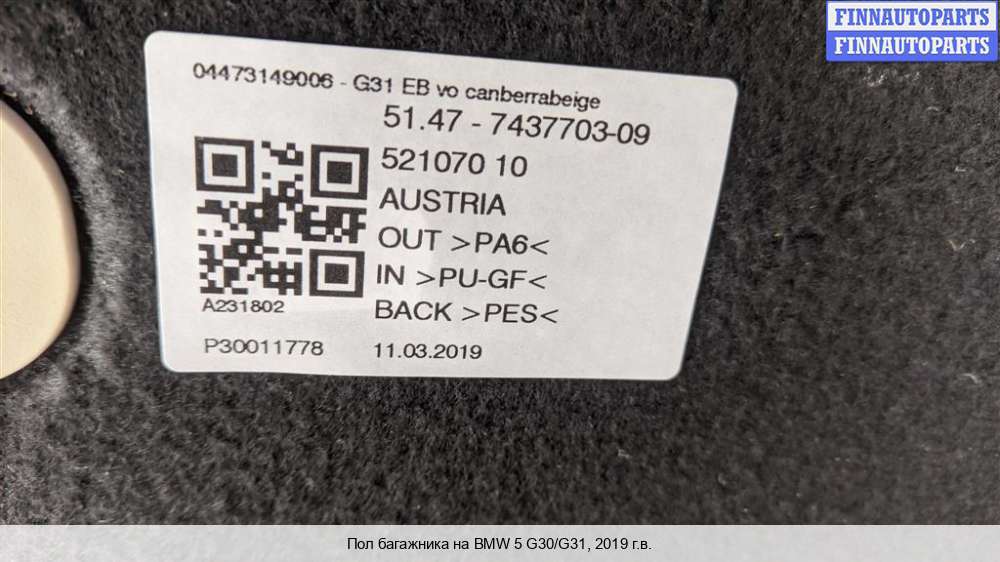 FINNAUTOPARTS
FINNAUTOPARTS
04473149006 - G31 EB vo canberrabeige
51.47 - 7437703-09
521070 10
AUSTRIA
OUT >PA6<
IN >PU-GF<
BACK >PES<
A231802
P30011778 11.03.2019
Пол багажника на BMW 5 G30/G31, 2019 г.в.